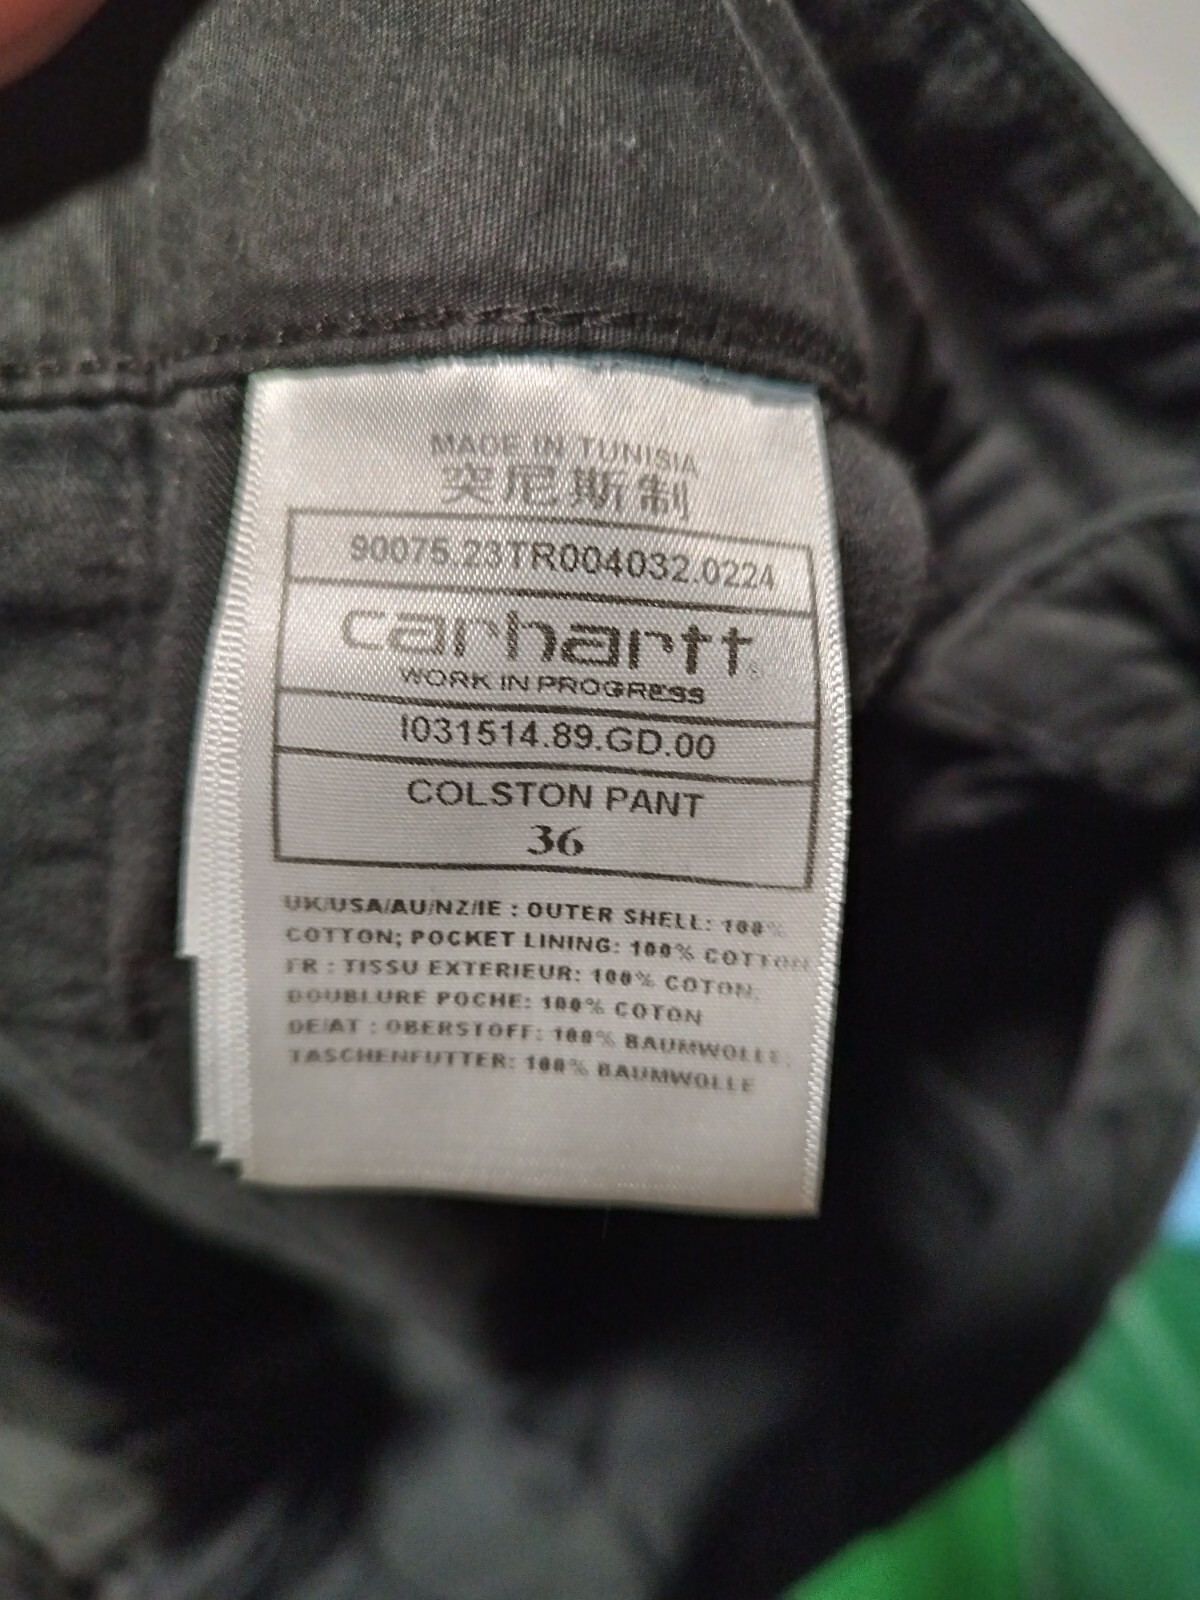 MADE IN TUNISIA
突尼斯制
90075.23TR004032.0224
carhartt
WORK IN PROGRESS
I031514.89.GD.00
COLSTON PANT
36
UK/USA/AU/NZ/IE : OUTER SHELL: 100%
COTTON; POCKET LINING: 100% COTTON
FR : TISSU EXTERIEUR: 100% COTON,
DOUBLURE POCHE: 100% COTON
DE/AT : OBERSTOFF: 100% BAUMWOLLE;
TASCHENFUTTER: 100% BAUMWOLLE